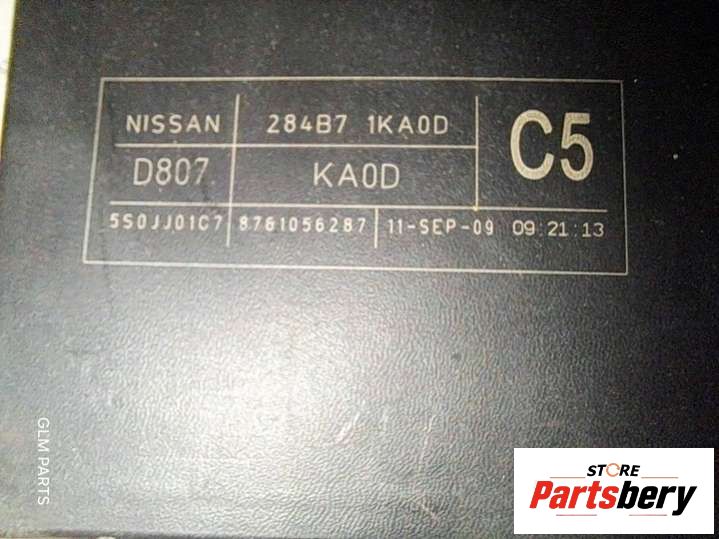 NISSAN 284B7 1KA0D C5
D807 KA0D
5S0JJ01C7 8761056287 11-SEP-09 09:21:13
GLM PARTS
STORE
Partsbery